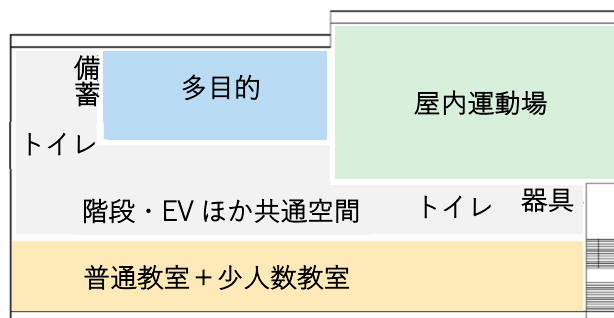 備蓄
多目的
屋内運動場
トイレ
階段・EV ほか共通空間
トイレ
器具
普通教室＋少人数教室